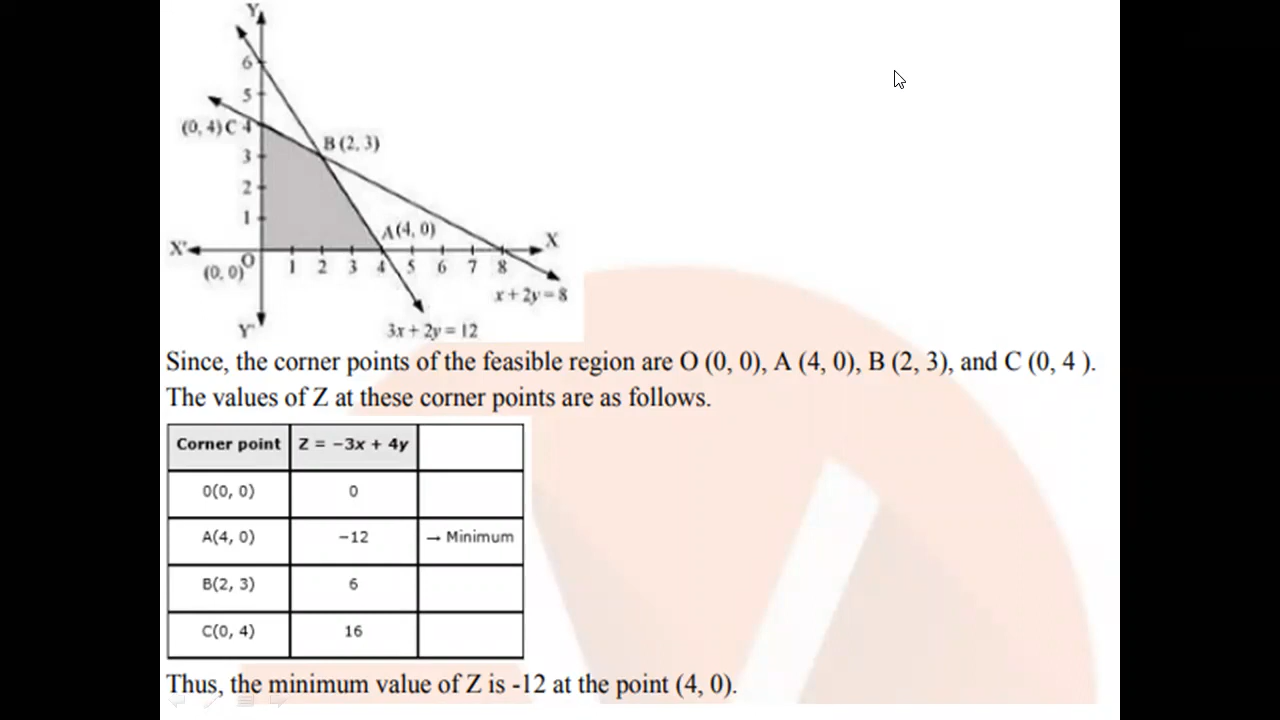 Y
6
5
(0, 4) C 4
B (2, 3)
3
2
1
A (4, 0)
X'
O
X
(0, 0)
1 2 3 4 5 6 7 8
x + 2y = 8
Y'
3x + 2y = 12
Since, the corner points of the feasible region are O (0, 0), A (4, 0), B (2, 3), and C (0, 4 ).
The values of Z at these corner points are as follows.
Corner point Z = −3x + 4y
0(0, 0) 0
A(4, 0) −12 → Minimum
B(2, 3) 6
C(0, 4) 16
Thus, the minimum value of Z is -12 at the point (4, 0).